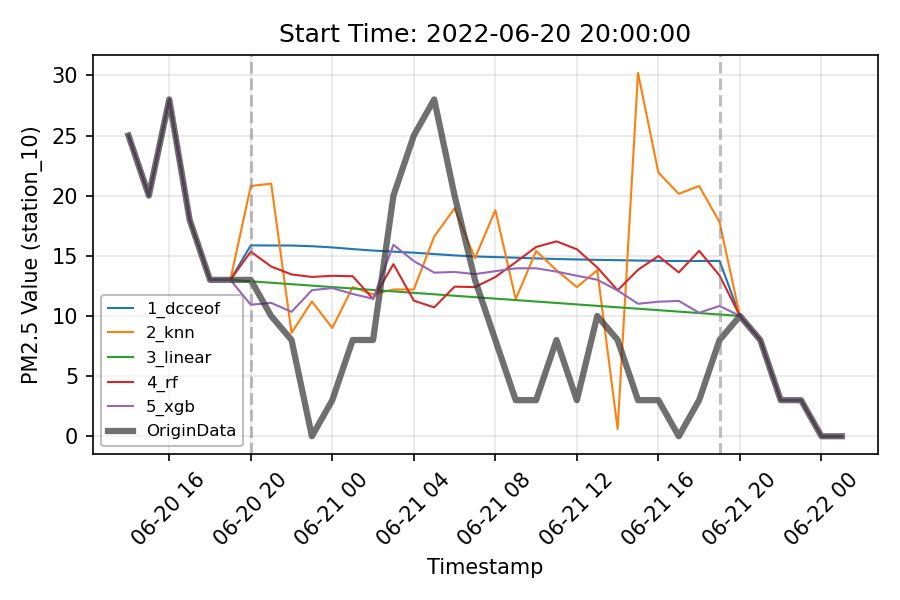 Start Time: 2022-06-20 20:00:00
PM2.5 Value (station_10)
30
25
20
15
10
5
0
1_dcceof
2_knn
3_linear
4_rf
5_xgb
OriginData
06-20 16
06-20 20
06-21 00
06-21 04
06-21 08
06-21 12
06-21 16
06-21 20
06-22 00
Timestamp